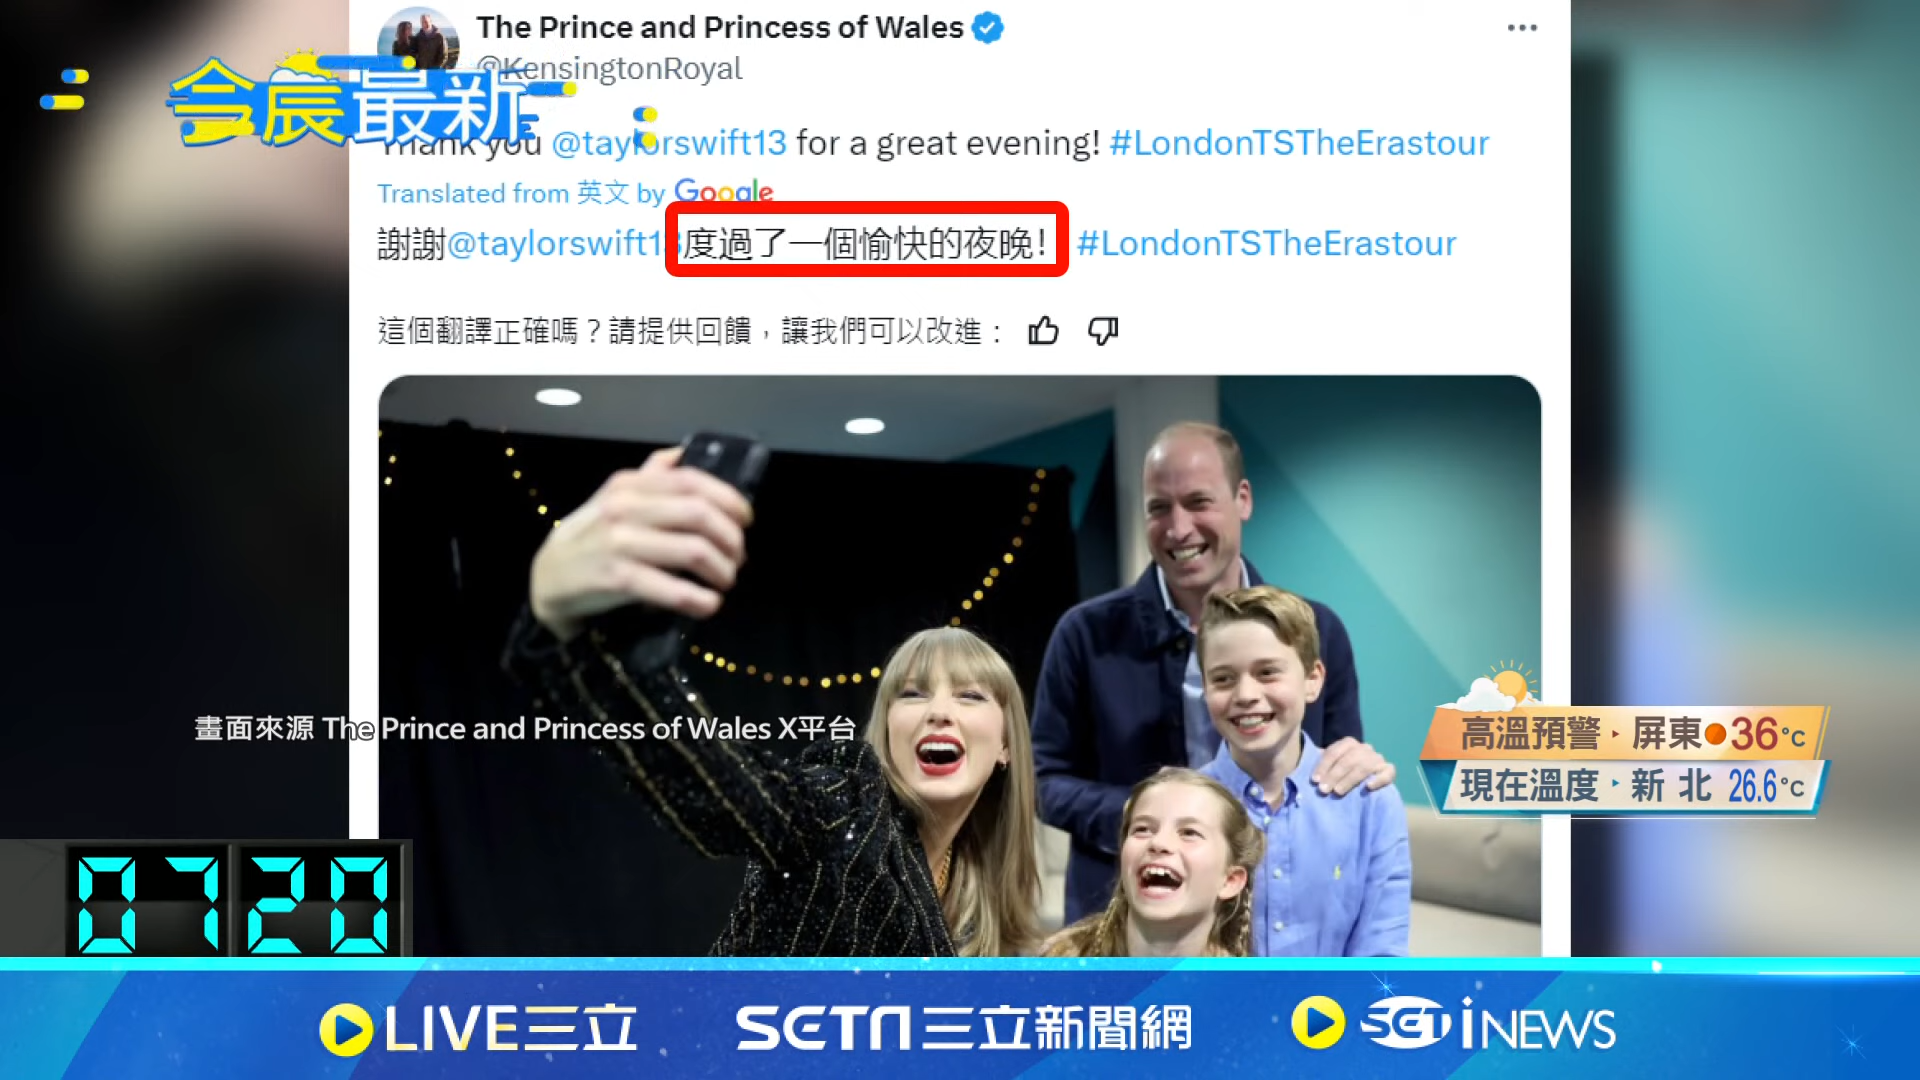 The Prince and Princess of Wales
@KensingtonRoyal
今晨最新
Thank you @taylorswift13 for a great evening! #LondonTSTheErastour
Translated from 英文 by Google
謝謝@taylorswift13度過了一個愉快的夜晚！ #LondonTSTheErastour
這個翻譯正確嗎？請提供回饋，讓我們可以改進：
畫面來源 The Prince and Princess of Wales X平台
高溫預警 屏東 36°C
現在溫度 新北 26.6°C
0720
LIVE三立
SETN三立新聞網
SET iNEWS